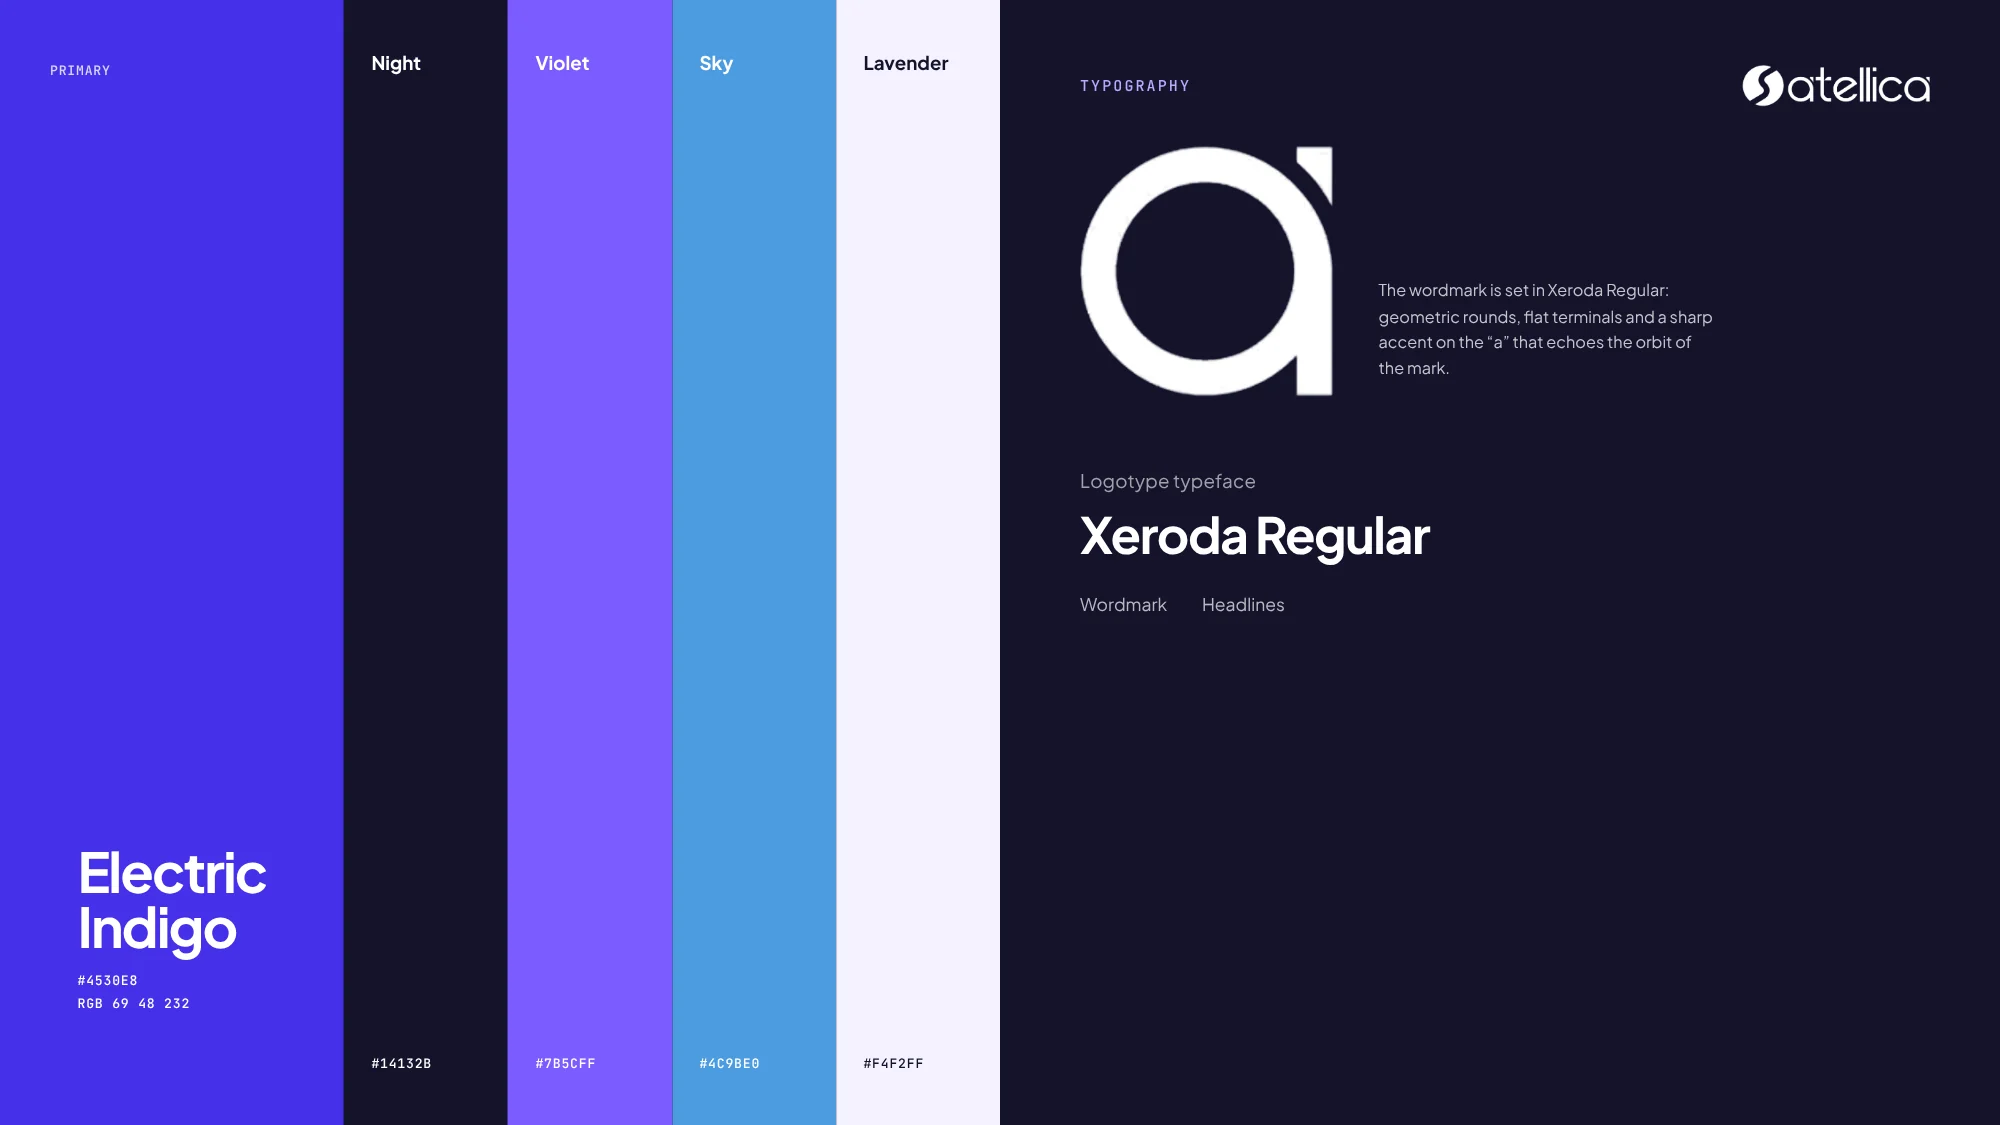 PRIMARY
Electric
Indigo
#4530E8
RGB 69 48 232
Night
#14132B
Violet
#7B5CFF
Sky
#4C9BE0
Lavender
#F4F2FF
TYPOGRAPHY
Satellica
a
The wordmark is set in Xeroda Regular:
geometric rounds, flat terminals and a sharp
accent on the “a” that echoes the orbit of
the mark.
Logotype typeface
Xeroda Regular
Wordmark Headlines